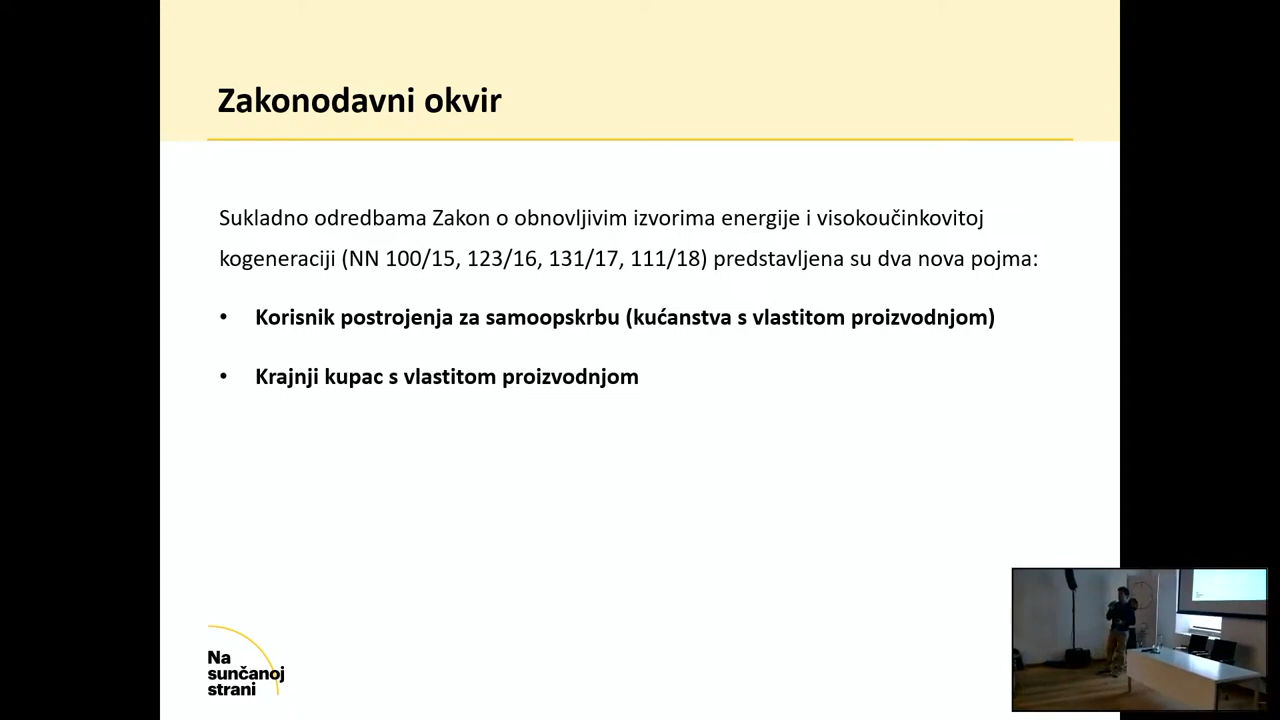 Zakonodavni okvir
Sukladno odredbama Zakon o obnovljivim izvorima energije i visokoučinkovitoj
kogeneraciji (NN 100/15, 123/16, 131/17, 111/18) predstavljena su dva nova pojma:
• Korisnik postrojenja za samoopskrbu (kućanstva s vlastitom proizvodnjom)
• Krajnji kupac s vlastitom proizvodnjom
Na
sunčanoj
strani